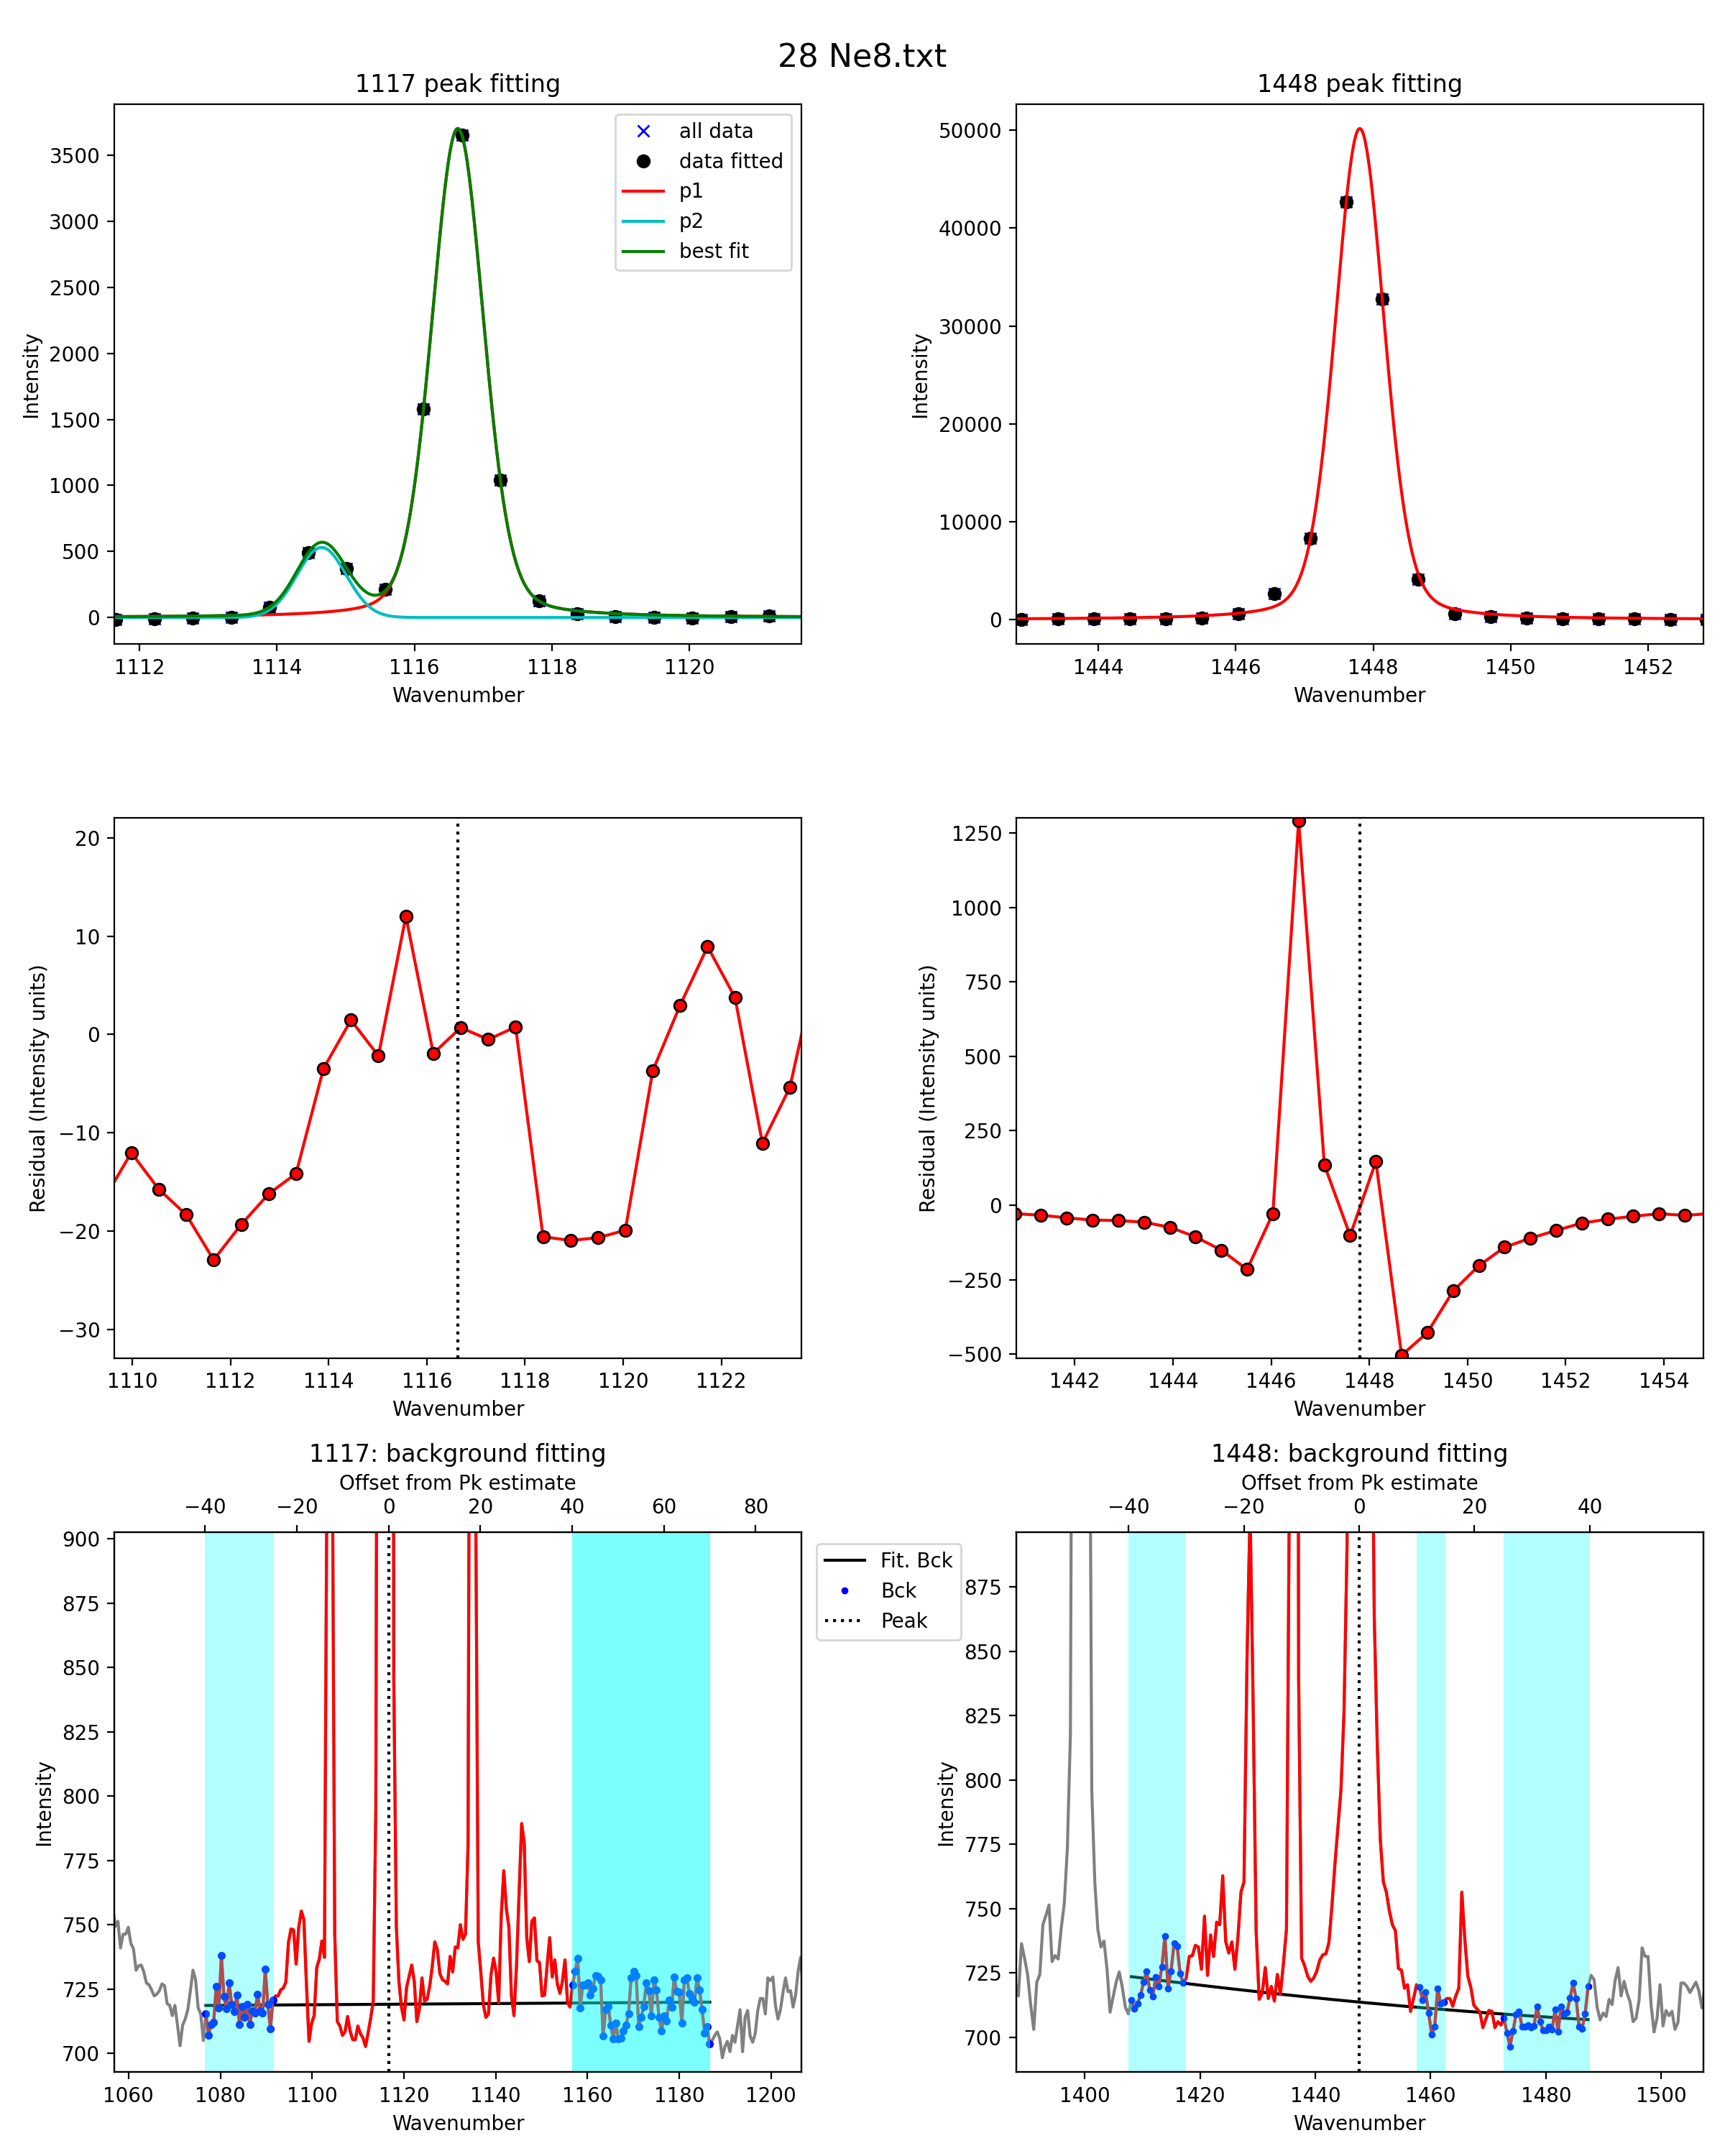 28 Ne8.txt
1117 peak fitting
1448 peak fitting
all data
data fitted
p1
p2
best fit
3500
3000
2500
2000
1500
1000
500
0
50000
40000
30000
20000
10000
0
Intensity
Intensity
1112 1114 1116 1118 1120
1444 1446 1448 1450 1452
Wavenumber
Wavenumber
20
10
0
−10
−20
−30
1250
1000
750
500
250
0
−250
−500
Residual (Intensity units)
Residual (Intensity units)
1110 1112 1114 1116 1118 1120 1122
1442 1444 1446 1448 1450 1452 1454
Wavenumber
Wavenumber
1117: background fitting
1448: background fitting
Offset from Pk estimate
Offset from Pk estimate
−40 −20 0 20 40 60 80
−40 −20 0 20 40
900
875
850
825
800
775
750
725
700
Fit. Bck
Bck
Peak
875
850
825
800
775
750
725
700
Intensity
Intensity
1060 1080 1100 1120 1140 1160 1180 1200
1400 1420 1440 1460 1480 1500
Wavenumber
Wavenumber